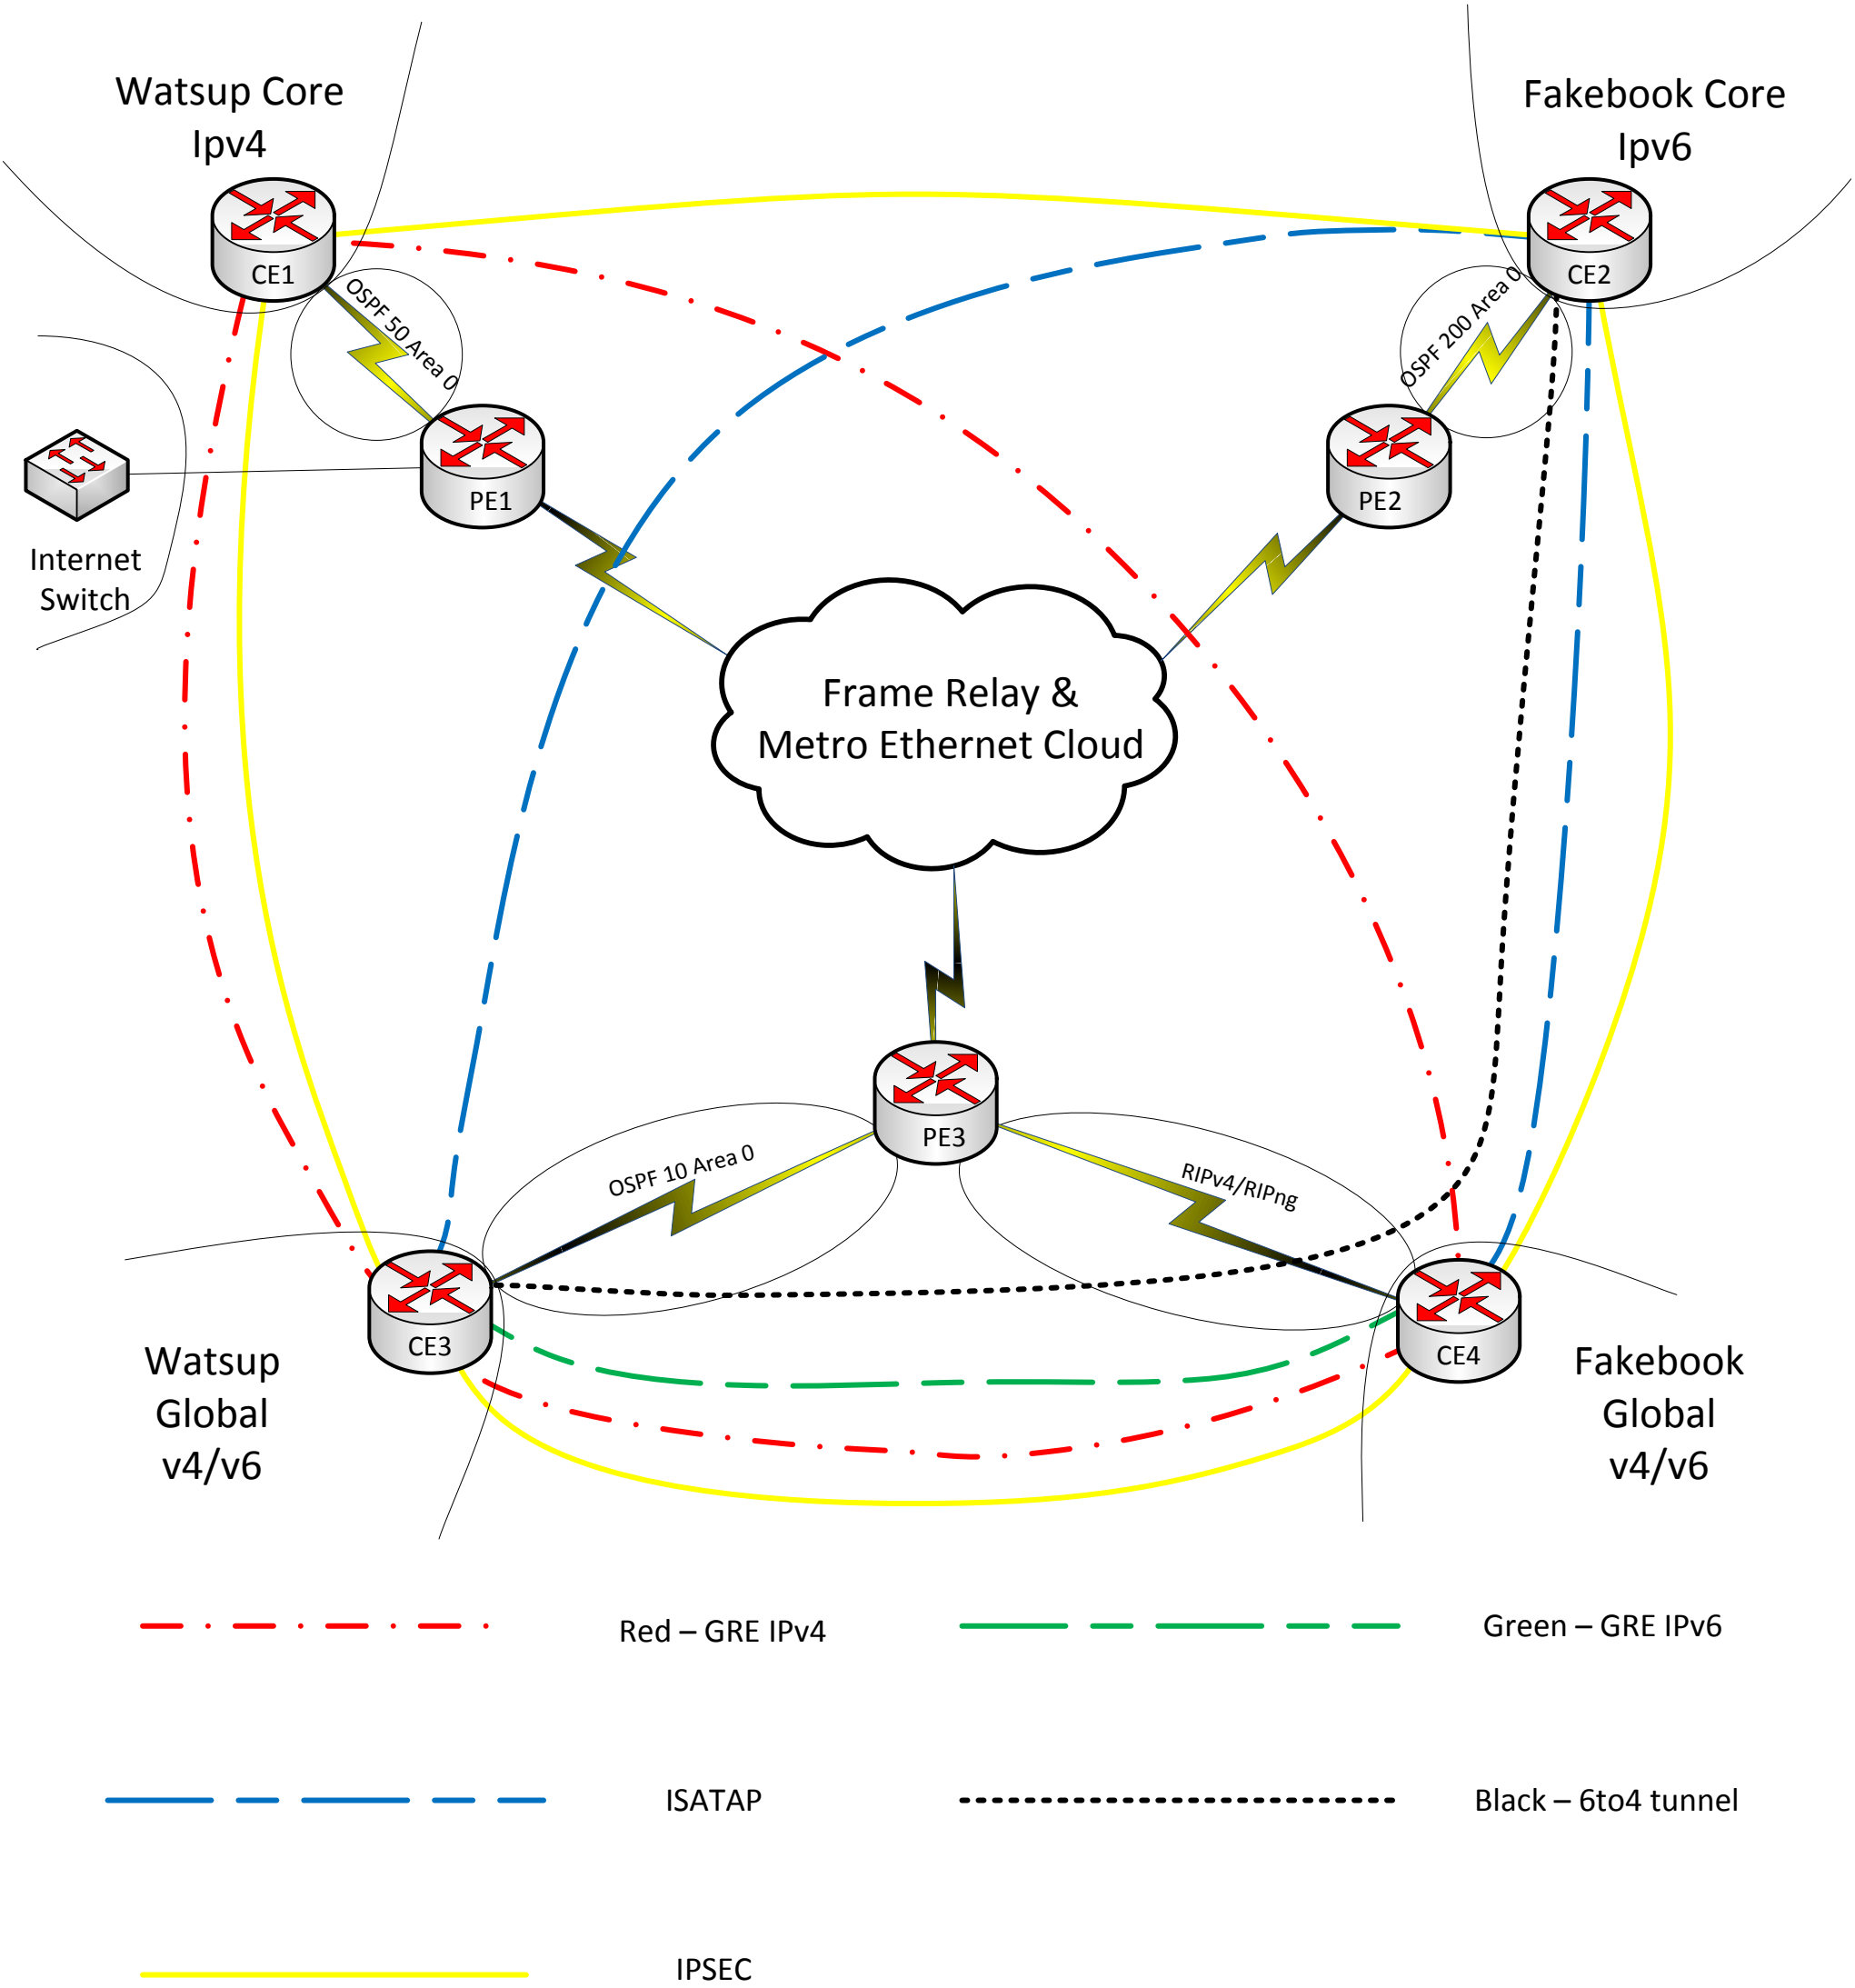 Watsup Core
Ipv4
Fakebook Core
Ipv6
CE1
CE2
OSPF 50 Area 0
OSPF 200 Area 0
PE1
PE2
Internet
Switch
Frame Relay &
Metro Ethernet Cloud
PE3
OSPF 10 Area 0
RIPv4/RIPng
CE3
CE4
Watsup
Global
v4/v6
Fakebook
Global
v4/v6
Red – GRE IPv4
Green – GRE IPv6
ISATAP
Black – 6to4 tunnel
IPSEC